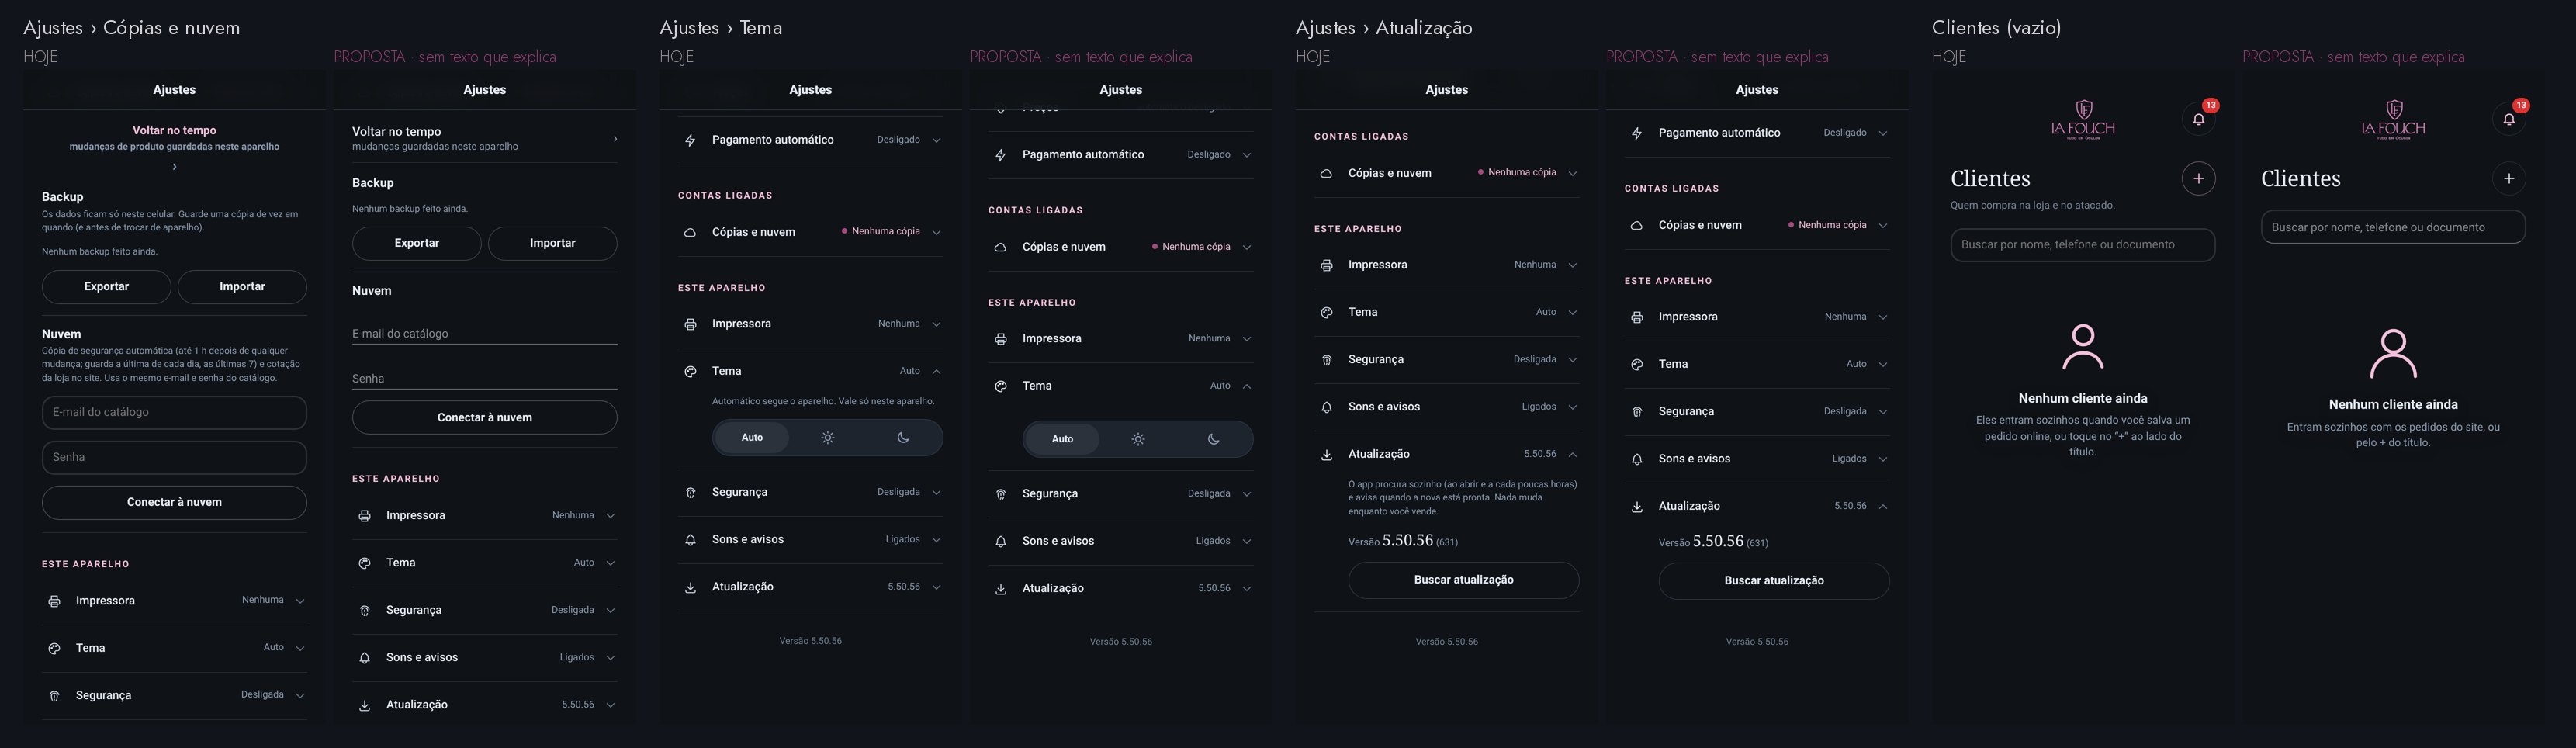 Ajustes › Cópias e nuvem
HOJE
Ajustes
Voltar no tempo
mudanças de produto guardadas neste aparelho
›
Backup
Os dados ficam só neste celular. Guarde uma cópia de vez em
quando (e antes de trocar de aparelho).
Nenhum backup feito ainda.
Exportar
Importar
Nuvem
Cópia de segurança automática (até 1 h depois de qualquer
mudança; guarda a última de cada dia, as últimas 7) e cotação
da loja no site. Usa o mesmo e-mail e senha do catálogo.
E-mail do catálogo
Senha
Conectar à nuvem
ESTE APARELHO
Impressora Nenhuma
Tema Auto
Segurança Desligada
PROPOSTA · sem texto que explica
Ajustes
Voltar no tempo
mudanças guardadas neste aparelho
›
Backup
Nenhum backup feito ainda.
Exportar
Importar
Nuvem
E-mail do catálogo
Senha
Conectar à nuvem
ESTE APARELHO
Impressora Nenhuma
Tema Auto
Segurança Desligada
Sons e avisos Ligados
Atualização 5.50.56
Ajustes › Tema
HOJE
Ajustes
Pagamento automático Desligado
CONTAS LIGADAS
Cópias e nuvem Nenhuma cópia
ESTE APARELHO
Impressora Nenhuma
Tema Auto
Automático segue o aparelho. Vale só neste aparelho.
Auto
Segurança Desligada
Sons e avisos Ligados
Atualização 5.50.56
Versão 5.50.56
PROPOSTA · sem texto que explica
Ajustes
Pagamento automático Desligado
CONTAS LIGADAS
Cópias e nuvem Nenhuma cópia
ESTE APARELHO
Impressora Nenhuma
Tema Auto
Auto
Segurança Desligada
Sons e avisos Ligados
Atualização 5.50.56
Versão 5.50.56
Ajustes › Atualização
HOJE
Ajustes
CONTAS LIGADAS
Cópias e nuvem Nenhuma cópia
ESTE APARELHO
Impressora Nenhuma
Tema Auto
Segurança Desligada
Sons e avisos Ligados
Atualização 5.50.56
O app procura sozinho (ao abrir e a cada poucas horas)
e avisa quando a nova está pronta. Nada muda
enquanto você vende.
Versão 5.50.56 (631)
Buscar atualização
Versão 5.50.56
PROPOSTA · sem texto que explica
Ajustes
Pagamento automático Desligado
CONTAS LIGADAS
Cópias e nuvem Nenhuma cópia
ESTE APARELHO
Impressora Nenhuma
Tema Auto
Segurança Desligada
Sons e avisos Ligados
Atualização 5.50.56
Versão 5.50.56 (631)
Buscar atualização
Versão 5.50.56
Clientes (vazio)
HOJE
LA FOUCH
13
Clientes
Quem compra na loja e no atacado.
Buscar por nome, telefone ou documento
Nenhum cliente ainda
Eles entram sozinhos quando você salva um
pedido online, ou toque no "+" ao lado do
título.
PROPOSTA · sem texto que explica
LA FOUCH
13
Clientes
Buscar por nome, telefone ou documento
Nenhum cliente ainda
Entram sozinhos com os pedidos do site, ou
pelo + do título.